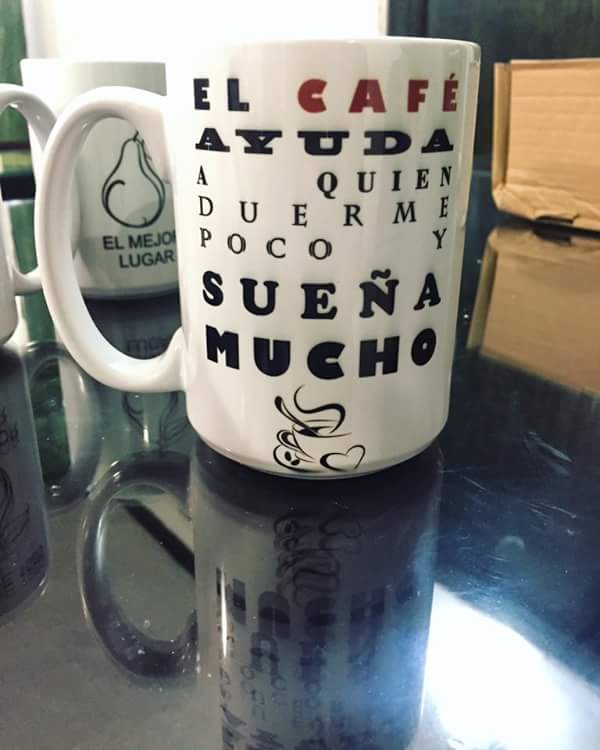 EL CAFÉ
AYUDA
A QUIEN
DUERME
POCO Y
SUEÑA
MUCHO
EL MEJOR
LUGAR